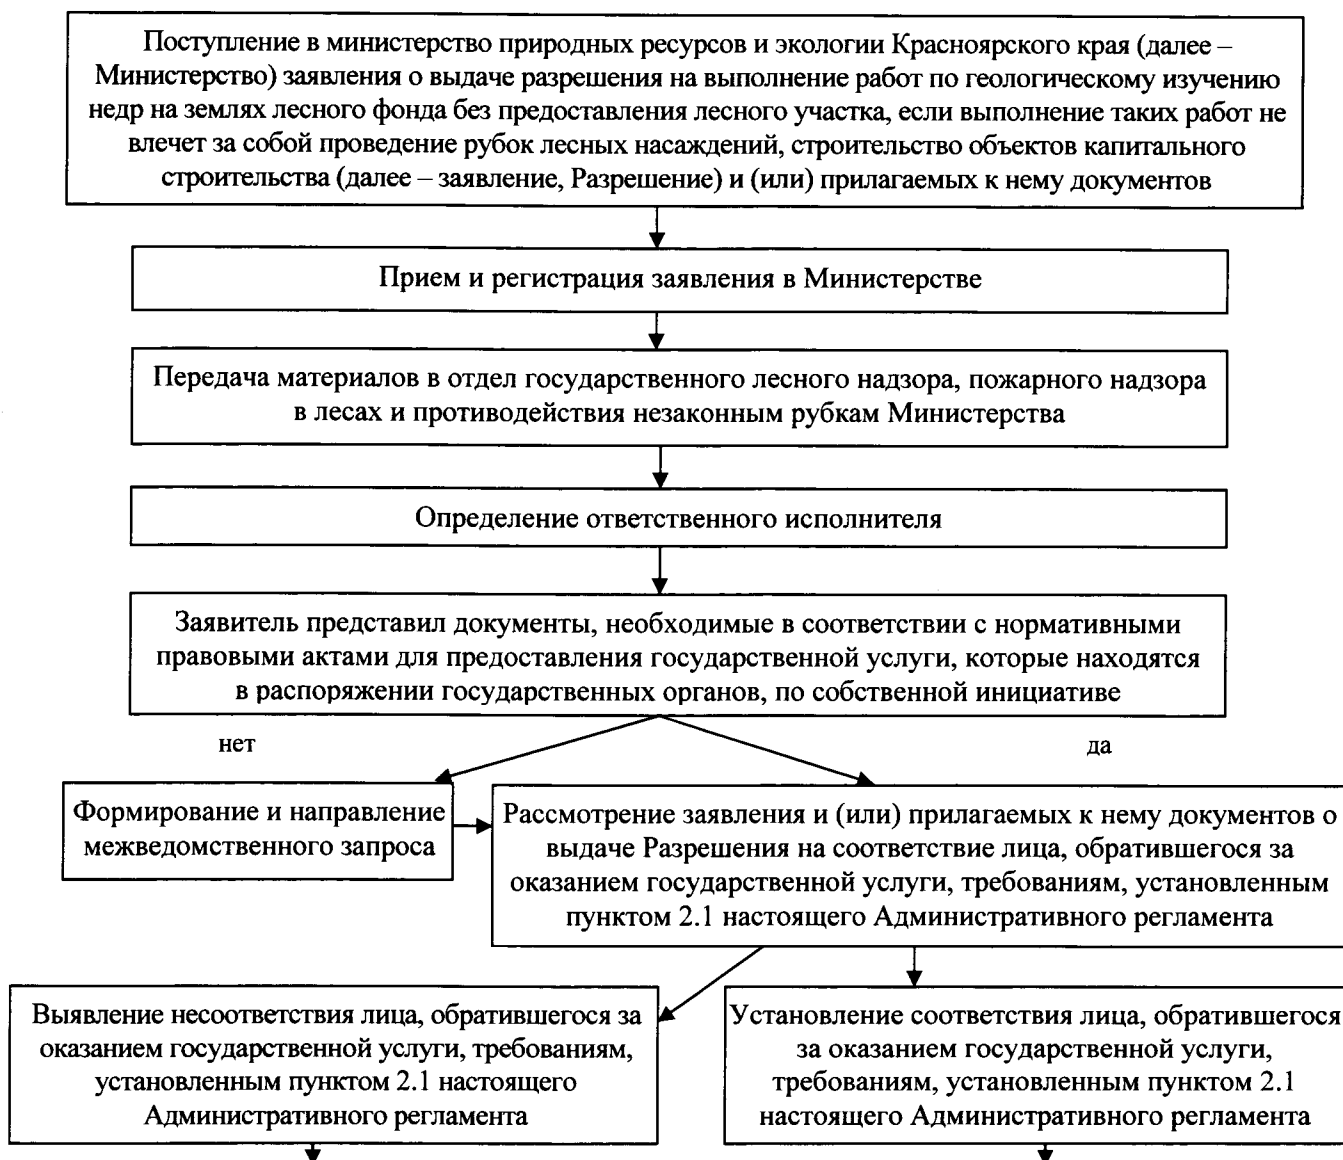 Поступление в министерство природных ресурсов и экологии Красноярского края (далее –
Министерство) заявления о выдаче разрешения на выполнение работ по геологическому изучению
недр на землях лесного фонда без предоставления лесного участка, если выполнение таких работ не
влечет за собой проведение рубок лесных насаждений, строительство объектов капитального
строительства (далее – заявление, Разрешение) и (или) прилагаемых к нему документов
Прием и регистрация заявления в Министерстве
Передача материалов в отдел государственного лесного надзора, пожарного надзора
в лесах и противодействия незаконным рубкам Министерства
Определение ответственного исполнителя
Заявитель представил документы, необходимые в соответствии с нормативными
правовыми актами для предоставления государственной услуги, которые находятся
в распоряжении государственных органов, по собственной инициативе
нет
да
Формирование и направление
межведомственного запроса
Рассмотрение заявления и (или) прилагаемых к нему документов о
выдаче Разрешения на соответствие лица, обратившегося за
оказанием государственной услуги, требованиям, установленным
пунктом 2.1 настоящего Административного регламента
Выявление несоответствия лица, обратившегося за
оказанием государственной услуги, требованиям,
установленным пунктом 2.1 настоящего
Административного регламента
Установление соответствия лица, обратившегося
за оказанием государственной услуги,
требованиям, установленным пунктом 2.1
настоящего Административного регламента